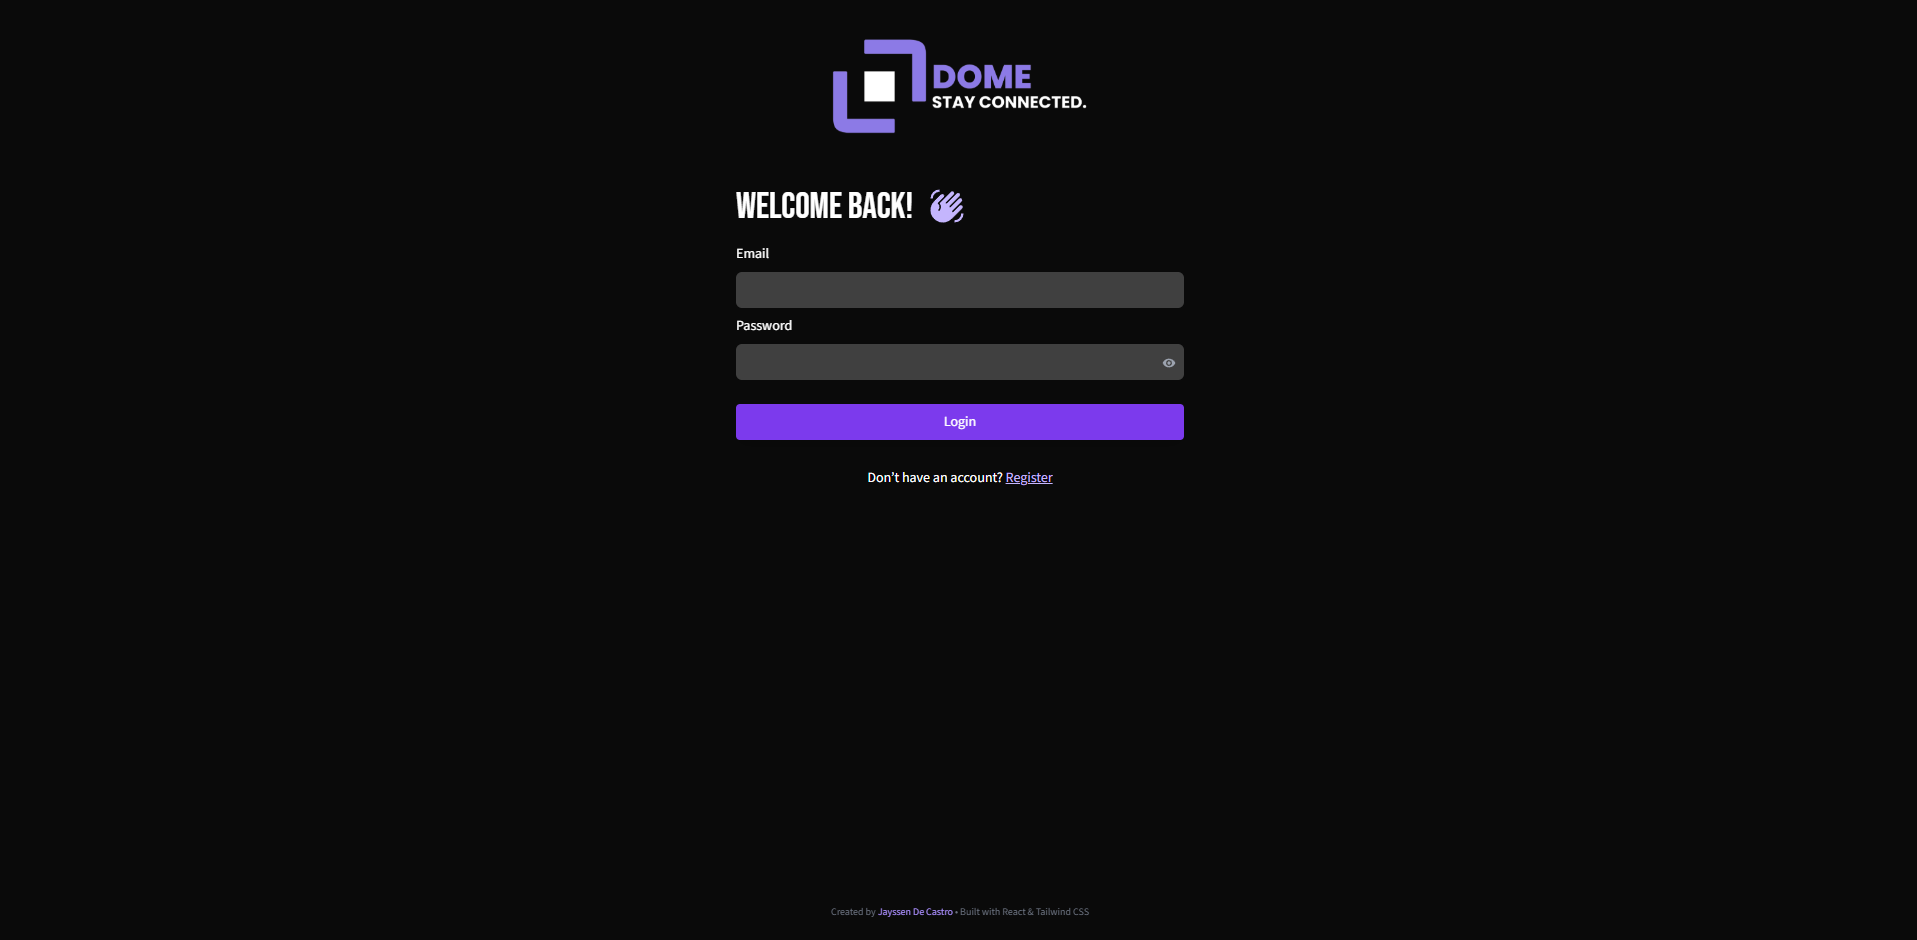 DOME
STAY CONNECTED.
WELCOME BACK!
Email
Password
Login
Don't have an account? Register
Created by Jayssen De Castro • Built with React & Tailwind CSS